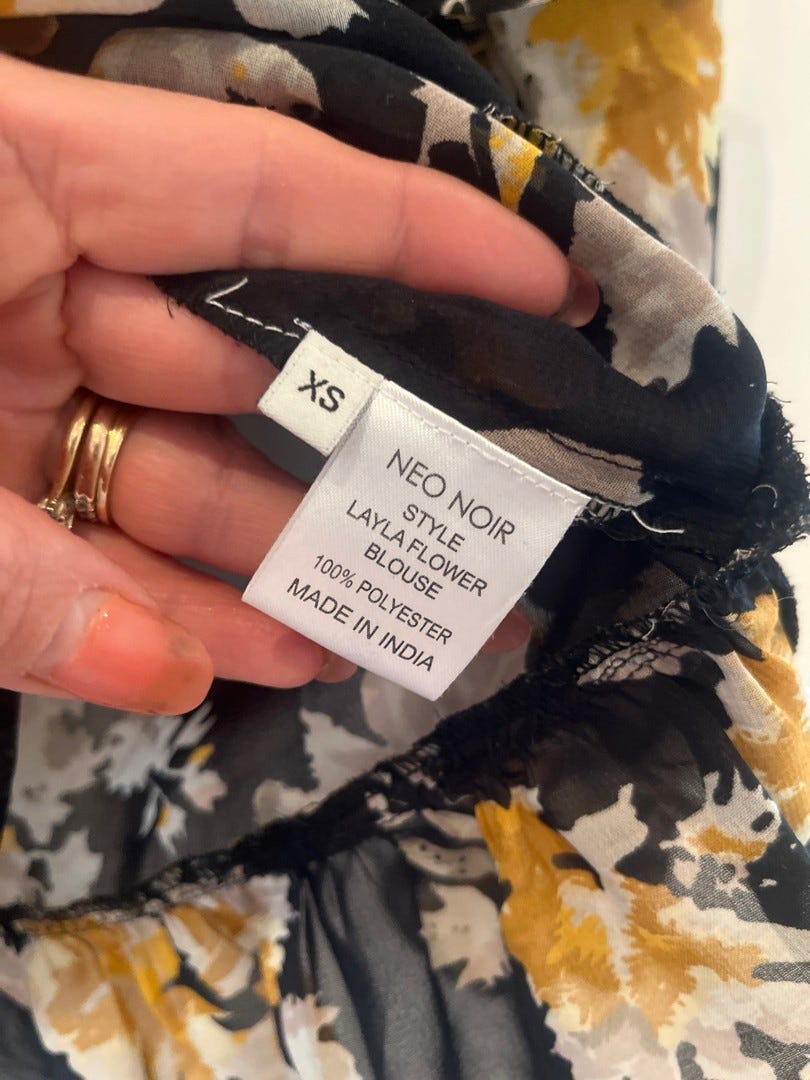 XS
NEO NOIR
STYLE
LAYLA FLOWER
BLOUSE
100% POLYESTER
MADE IN INDIA